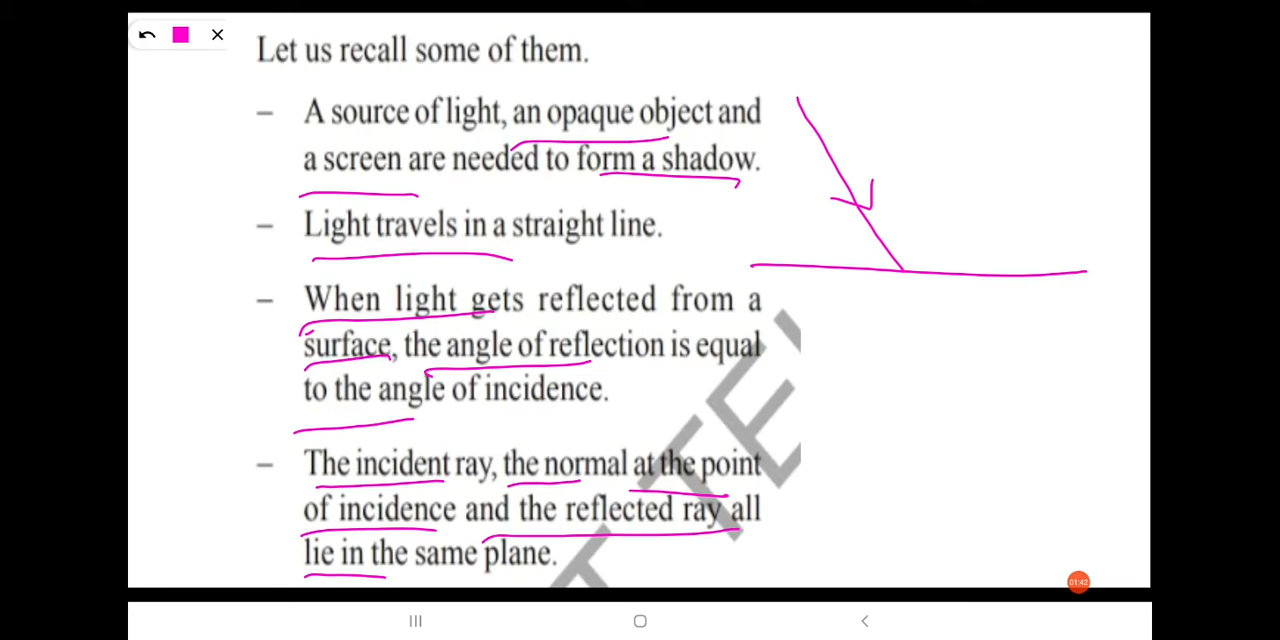 Let us recall some of them.
– A source of light, an opaque object and
a screen are needed to form a shadow.
– Light travels in a straight line.
– When light gets reflected from a
surface, the angle of reflection is equal
to the angle of incidence.
– The incident ray, the normal at the point
of incidence and the reflected ray all
lie in the same plane.
01:42